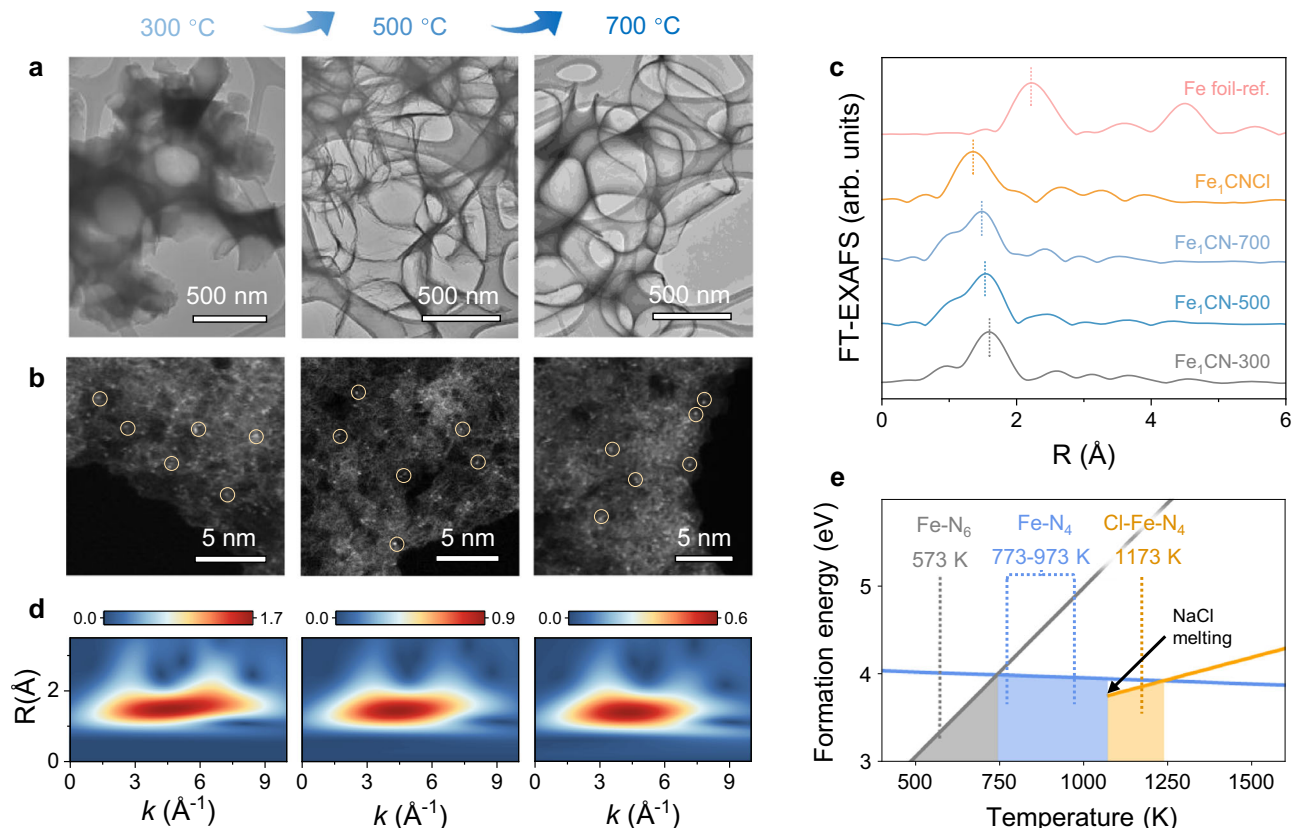 300 °C
500 °C
700 °C
a
500 nm
500 nm
500 nm
b
5 nm
5 nm
5 nm
d
0.0
1.7
0.0
0.9
0.0
0.6
R(Å)
2
0
0
3
6
9
0
3
6
9
0
3
6
9
k (Å⁻¹)
k (Å⁻¹)
k (Å⁻¹)
c
FT-EXAFS (arb. units)
Fe foil-ref.
Fe₁CNCl
Fe₁CN-700
Fe₁CN-500
Fe₁CN-300
0
2
4
6
R (Å)
e
Formation energy (eV)
Fe-N₆
573 K
Fe-N₄
773-973 K
Cl-Fe-N₄
1173 K
NaCl
melting
5
4
3
500
750
1000
1250
1500
Temperature (K)